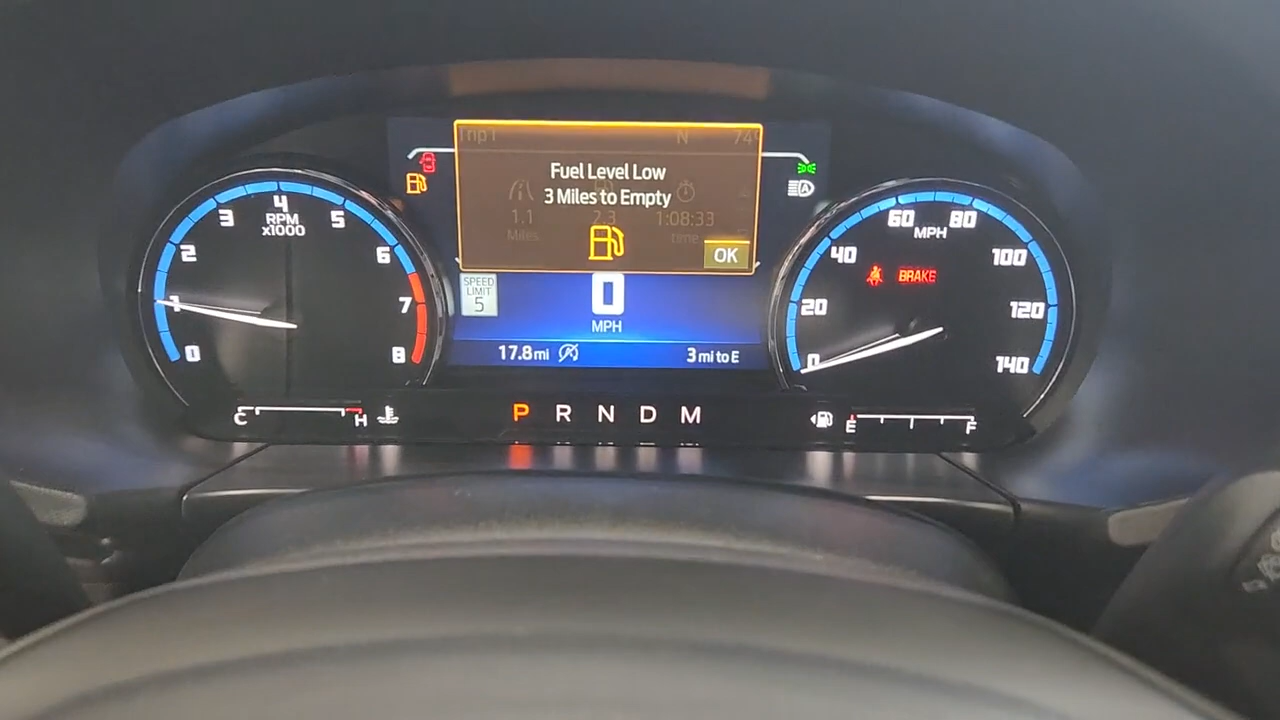 Trip 1 N 74°
Fuel Level Low
3 Miles to Empty
1.1 2.3 1:08:33
Miles time
OK
SPEED
LIMIT
5
0
MPH
17.8mi 3 mi to E
0 1 2 3 4 5 6 7 8
RPM
x1000
0 20 40 60 80 100 120 140
MPH
BRAKE
A
C H
P R N D M
E F